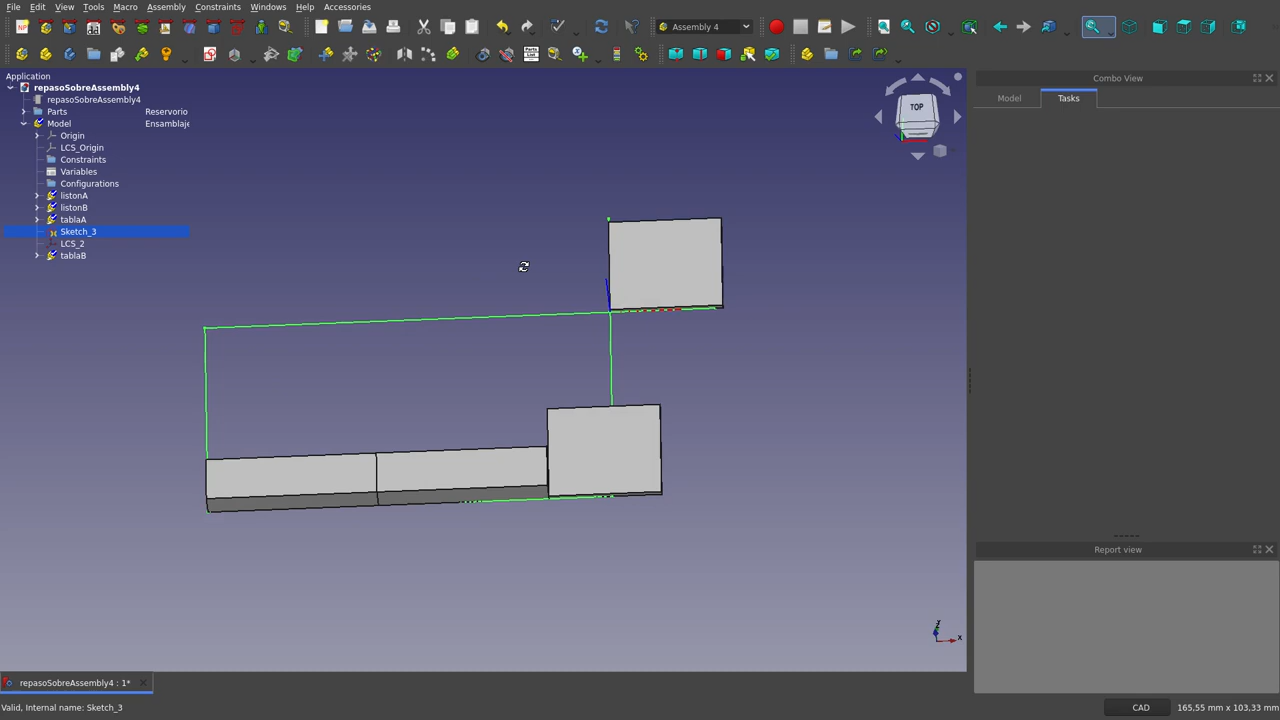 File Edit View Tools Macro Assembly Constraints Windows Help Accessories
Assembly 4
Application
repasoSobreAssembly4
repasoSobreAssembly4
Parts Reservorio
Model Ensamblaje
Origin
LCS_Origin
Constraints
Variables
Configurations
listonA
listonB
tablaA
Sketch_3
LCS_2
tablaB
TOP
Combo View
Model Tasks
Report view
Z
X
repasoSobreAssembly4 : 1*
Valid, Internal name: Sketch_3
CAD 165,55 mm x 103,33 mm